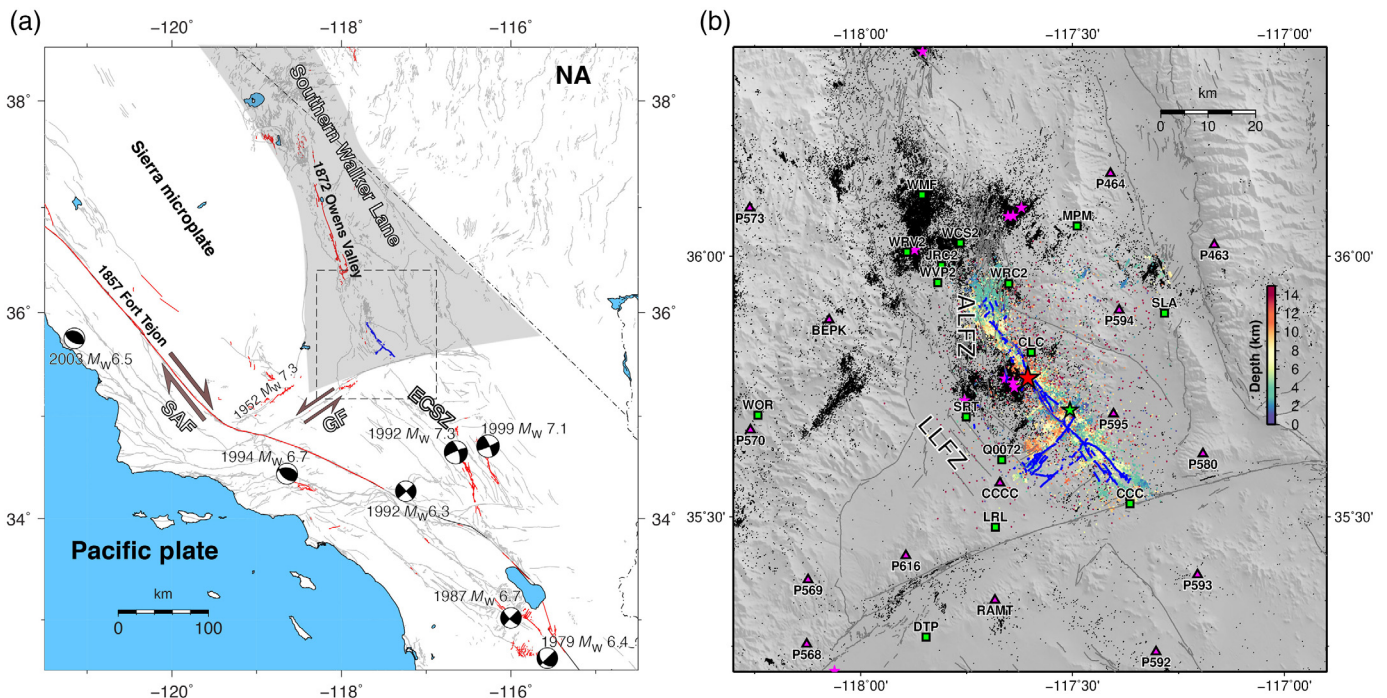 (a)
−120
−118
−116
NA
38°
Southern Walker Lane
Sierra microplate
1872 Owens Valley
36°
1857 Fort Tejon
2003 Mw6.5
1952 Mw 7.3
SAF
GF
ECSZ
1992 Mw 7.3
1999 Mw 7.1
1994 Mw 6.7
1992 Mw 6.3
34°
Pacific plate
km
0 100
1987 Mw 6.7
1979 Mw 6.4
−120
−118
−116
38°
36°
34°
(b)
−118°00'
−117°30'
−117°00'
km
0 10 20
P464
WMF
P573
MPM
WCS2
WRV2
P463
36°00'
36°00'
JRC2
WVP2
WRC2
SLA
ALFZ
P594
BEPK
CLC
Depth (km)
14
12
10
8
6
4
2
0
WOR
SRT
P595
P570
LLFZ
Q0072
P580
CCCC
CCC
35°30'
35°30'
LRL
P616
P593
P569
RAMT
DTP
P568
P592
−118°00'
−117°30'
−117°00'